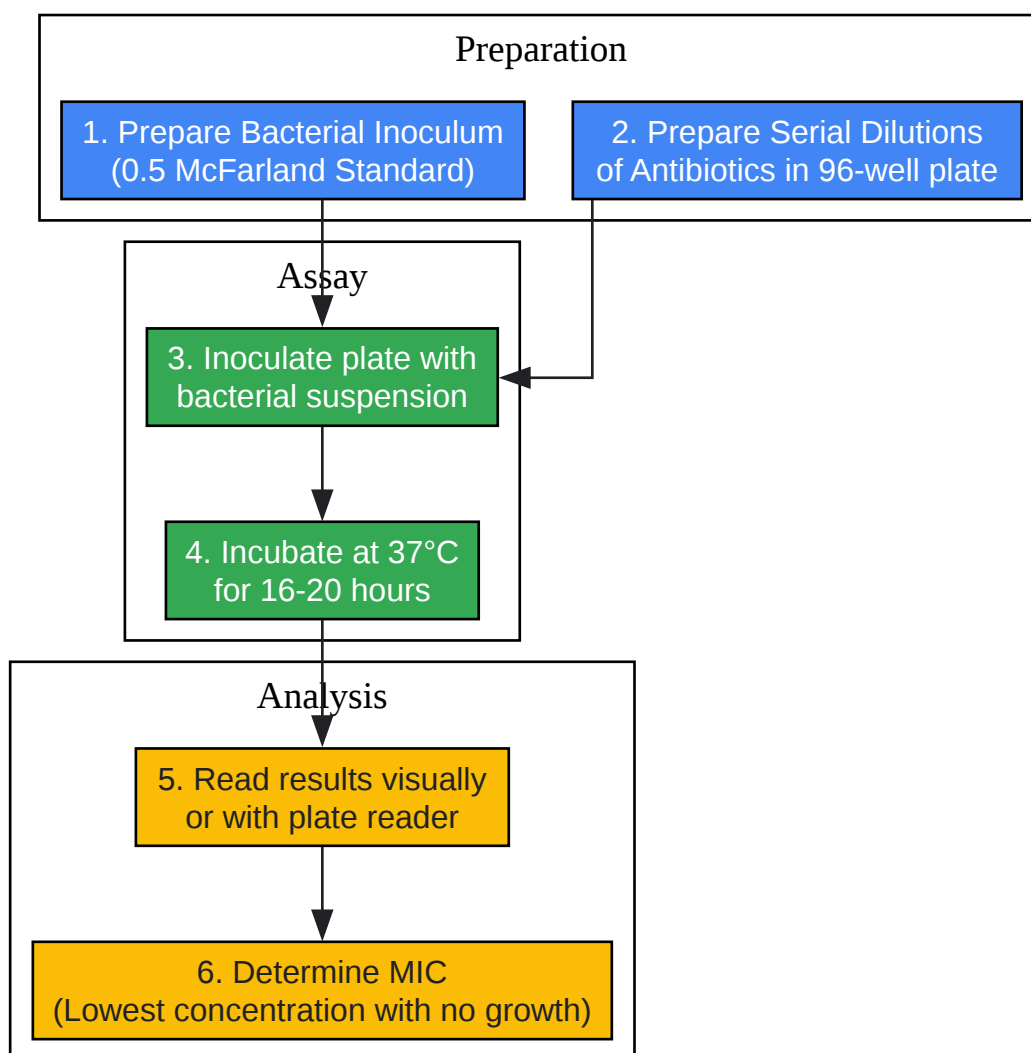 Preparation
1. Prepare Bacterial Inoculum
(0.5 McFarland Standard)
2. Prepare Serial Dilutions
of Antibiotics in 96-well plate
Assay
3. Inoculate plate with
bacterial suspension
4. Incubate at 37°C
for 16-20 hours
Analysis
5. Read results visually
or with plate reader
6. Determine MIC
(Lowest concentration with no growth)